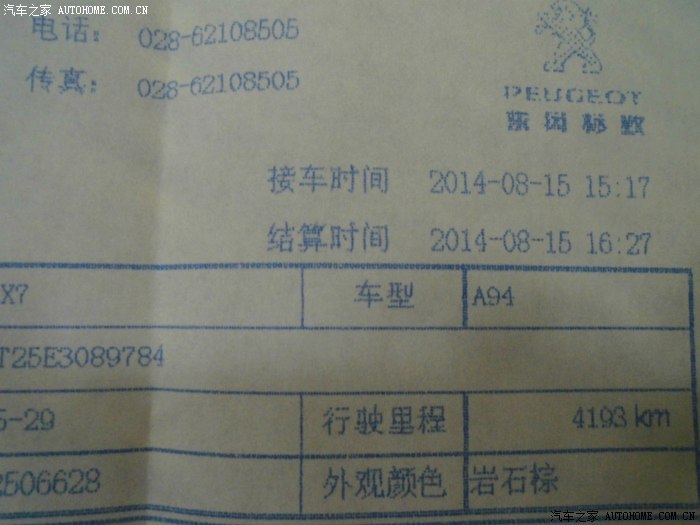 汽车之家 AUTOHOME.COM.CN
电话： 028-62108505
传真： 028-62108505
PEUGEOT
东风标致
接车时间 2014-08-15 15:17
结算时间 2014-08-15 16:27
X7 车型 A94
T25E3089784
5-29 行驶里程 4193 km
2506628 外观颜色 岩石棕
汽车之家 AUTOHOME.COM.CN